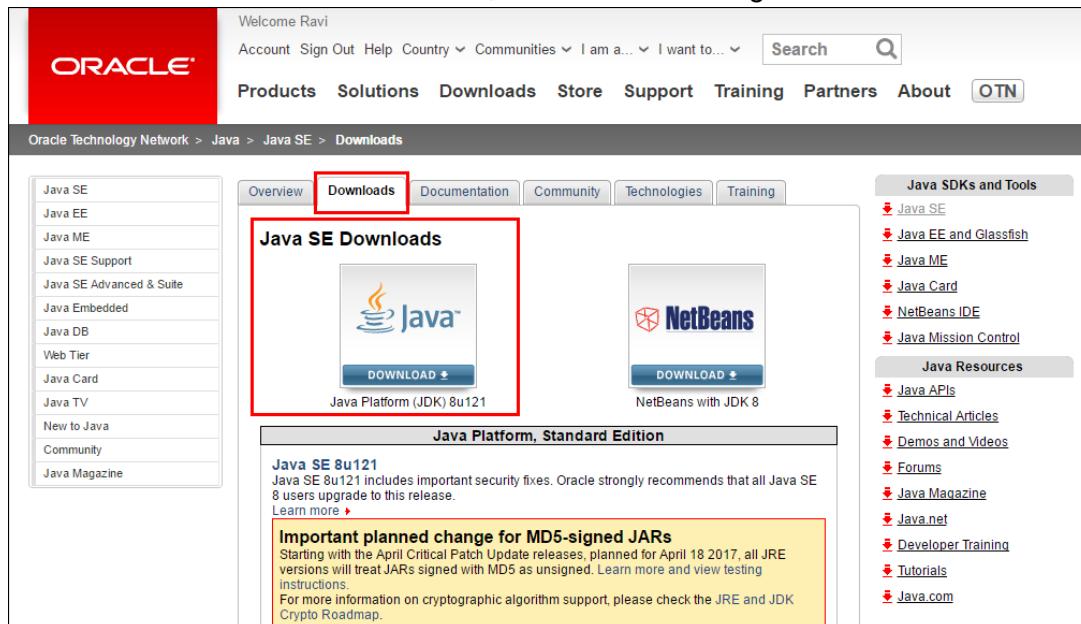 Welcome Ravi
Account Sign Out Help Country Communities I am a... I want to... Search
ORACLE
Products Solutions Downloads Store Support Training Partners About OTN
Oracle Technology Network > Java > Java SE > Downloads
Java SE
Java EE
Java ME
Java SE Support
Java SE Advanced & Suite
Java Embedded
Java DB
Web Tier
Java Card
Java TV
New to Java
Community
Java Magazine
Overview Downloads Documentation Community Technologies Training
Java SE Downloads
Java
DOWNLOAD
Java Platform (JDK) 8u121
NetBeans
DOWNLOAD
NetBeans with JDK 8
Java Platform, Standard Edition
Java SE 8u121
Java SE 8u121 includes important security fixes. Oracle strongly recommends that all Java SE
8 users upgrade to this release.
Learn more
Important planned change for MD5-signed JARs
Starting with the April Critical Patch Update releases, planned for April 18 2017, all JRE
versions will treat JARs signed with MD5 as unsigned. Learn more and view testing
instructions.
For more information on cryptographic algorithm support, please check the JRE and JDK
Crypto Roadmap.
Java SDKs and Tools
Java SE
Java EE and Glassfish
Java ME
Java Card
NetBeans IDE
Java Mission Control
Java Resources
Java APIs
Technical Articles
Demos and Videos
Forums
Java Magazine
Java.net
Developer Training
Tutorials
Java.com